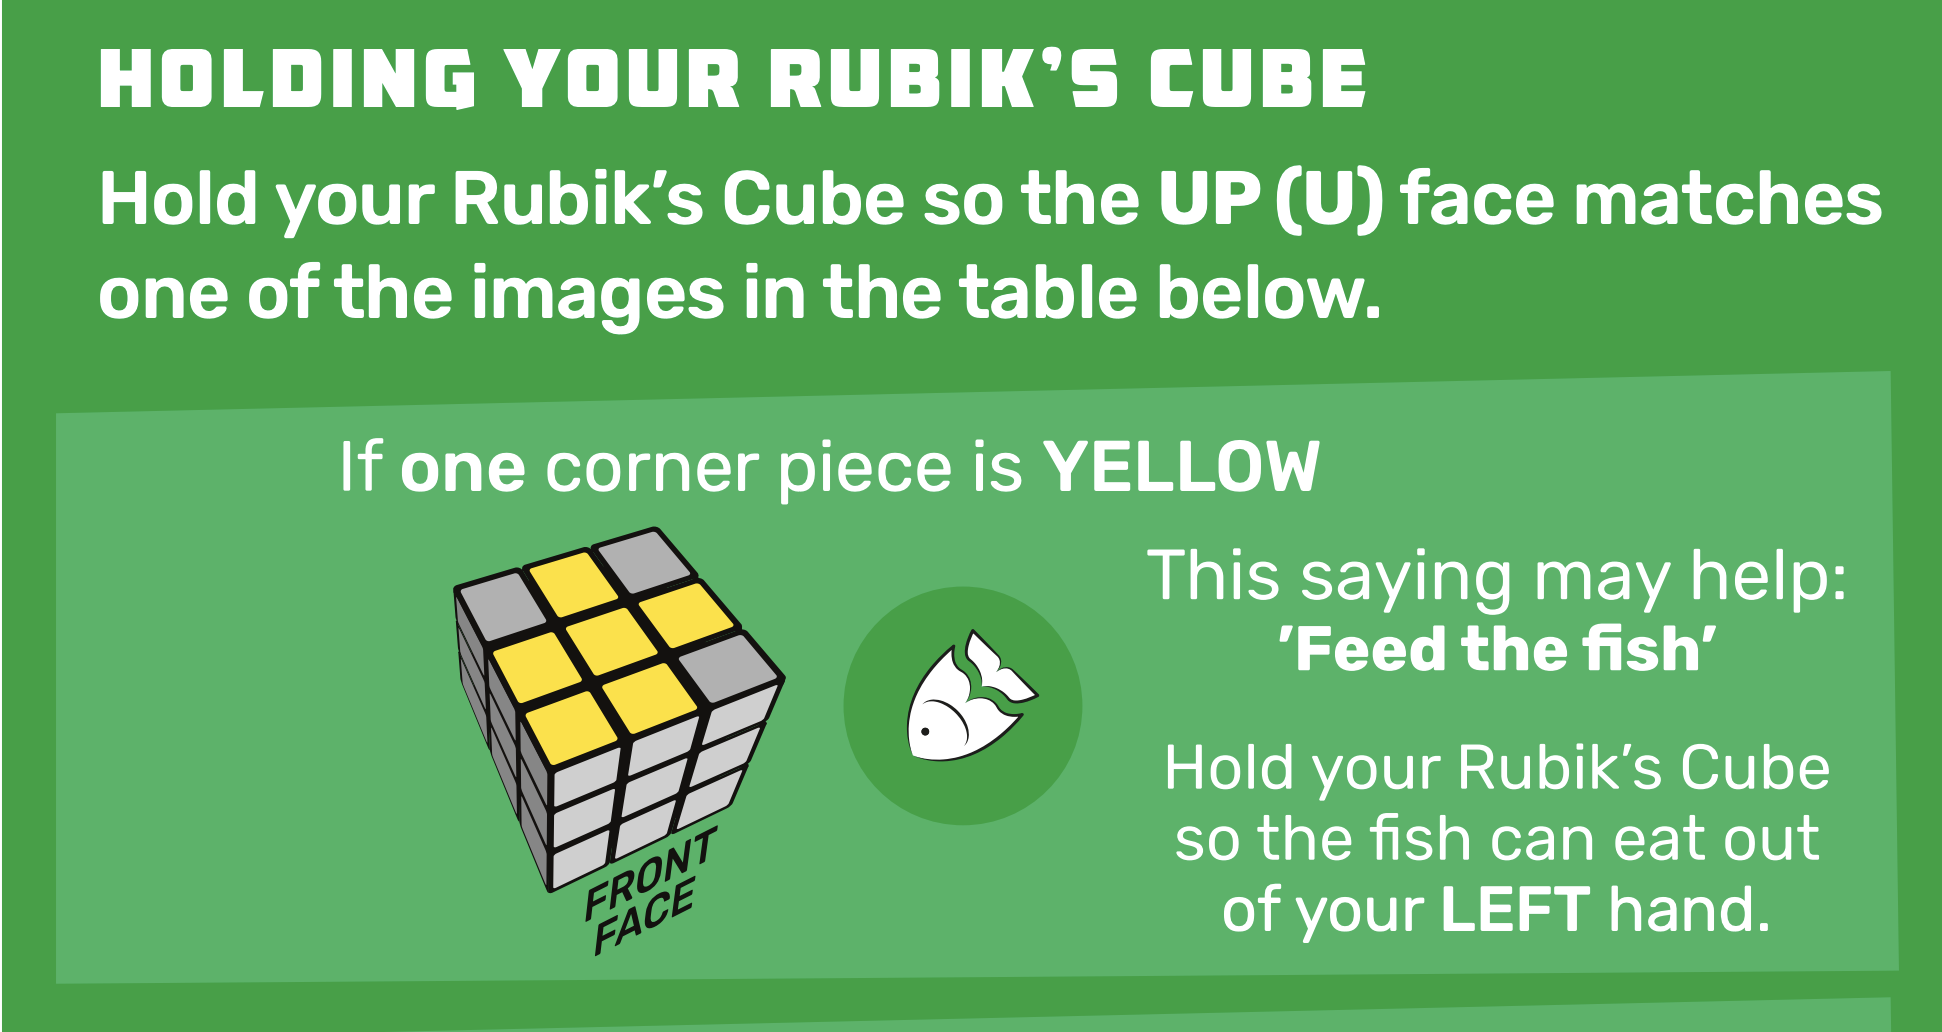 HOLDING YOUR RUBIK'S CUBE
Hold your Rubik's Cube so the UP (U) face matches
one of the images in the table below.
If one corner piece is YELLOW
This saying may help:
'Feed the fish'
Hold your Rubik's Cube
so the fish can eat out
of your LEFT hand.
FRONT
FACE